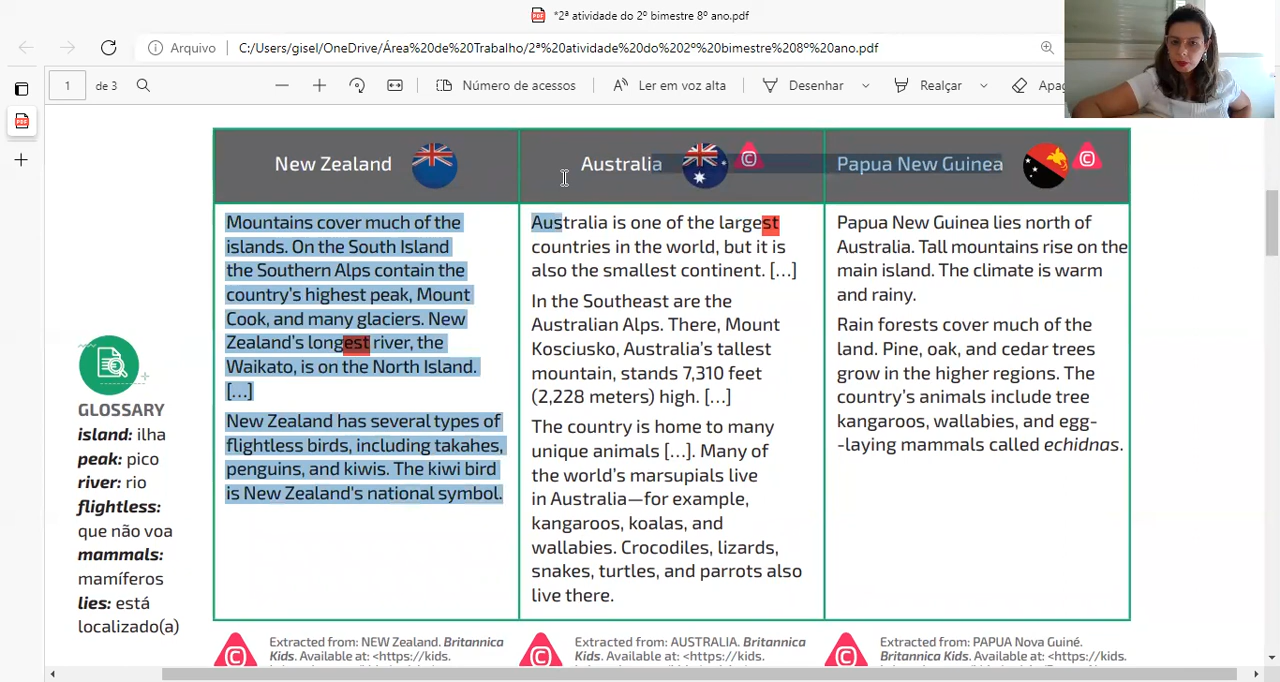 *2ª atividade do 2º bimestre 8º ano.pdf
Arquivo
C:/Users/gisel/OneDrive/Área%20de%20Trabalho/2ª%20atividade%20do%202º%20bimestre%208º%20ano.pdf
1 de 3
Número de acessos
Ler em voz alta
Desenhar
Realçar
New Zealand
Australia
Papua New Guinea
Mountains cover much of the
islands. On the South Island
the Southern Alps contain the
country's highest peak, Mount
Cook, and many glaciers. New
Zealand's longest river, the
Waikato, is on the North Island.
[...]
New Zealand has several types of
flightless birds, including takahes,
penguins, and kiwis. The kiwi bird
is New Zealand's national symbol.
Australia is one of the largest
countries in the world, but it is
also the smallest continent. [...]
In the Southeast are the
Australian Alps. There, Mount
Kosciusko, Australia's tallest
mountain, stands 7,310 feet
(2,228 meters) high. [...]
The country is home to many
unique animals [...]. Many of
the world's marsupials live
in Australia—for example,
kangaroos, koalas, and
wallabies. Crocodiles, lizards,
snakes, turtles, and parrots also
live there.
Papua New Guinea lies north of
Australia. Tall mountains rise on the
main island. The climate is warm
and rainy.
Rain forests cover much of the
land. Pine, oak, and cedar trees
grow in the higher regions. The
country's animals include tree
kangaroos, wallabies, and egg-
-laying mammals called echidnas.
GLOSSARY
island: ilha
peak: pico
river: rio
flightless:
que não voa
mammals:
mamíferos
lies: está
localizado(a)
Extracted from: NEW Zealand. Britannica
Kids. Available at: <https://kids.
Extracted from: AUSTRALIA. Britannica
Kids. Available at: <https://kids.
Extracted from: PAPUA Nova Guiné.
Britannica Kids. Available at: <https://kids.